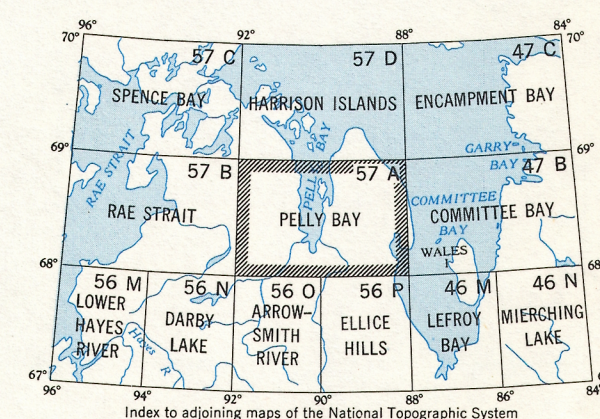 96°
92°
88°
84°
70°
70°
57 C
57 D
47 C
SPENCE BAY
HARRISON ISLANDS
ENCAMPMENT BAY
69°
69°
RAE STRAIT
PELLY BAY
GARRY
BAY
57 B
57 A
47 B
RAE STRAIT
PELLY BAY
COMMITTEE
BAY
COMMITTEE BAY
WALES
I
68°
68°
56 M
56 N
56 O
56 P
46 M
46 N
LOWER
HAYES
RIVER
DARBY
LAKE
ARROW-
SMITH
RIVER
ELLICE
HILLS
LEFROY
BAY
MIERCHING
LAKE
Hayes R
67°
67°
96°
94°
92°
90°
88°
86°
84°
Index to adjoining maps of the National Topographic System